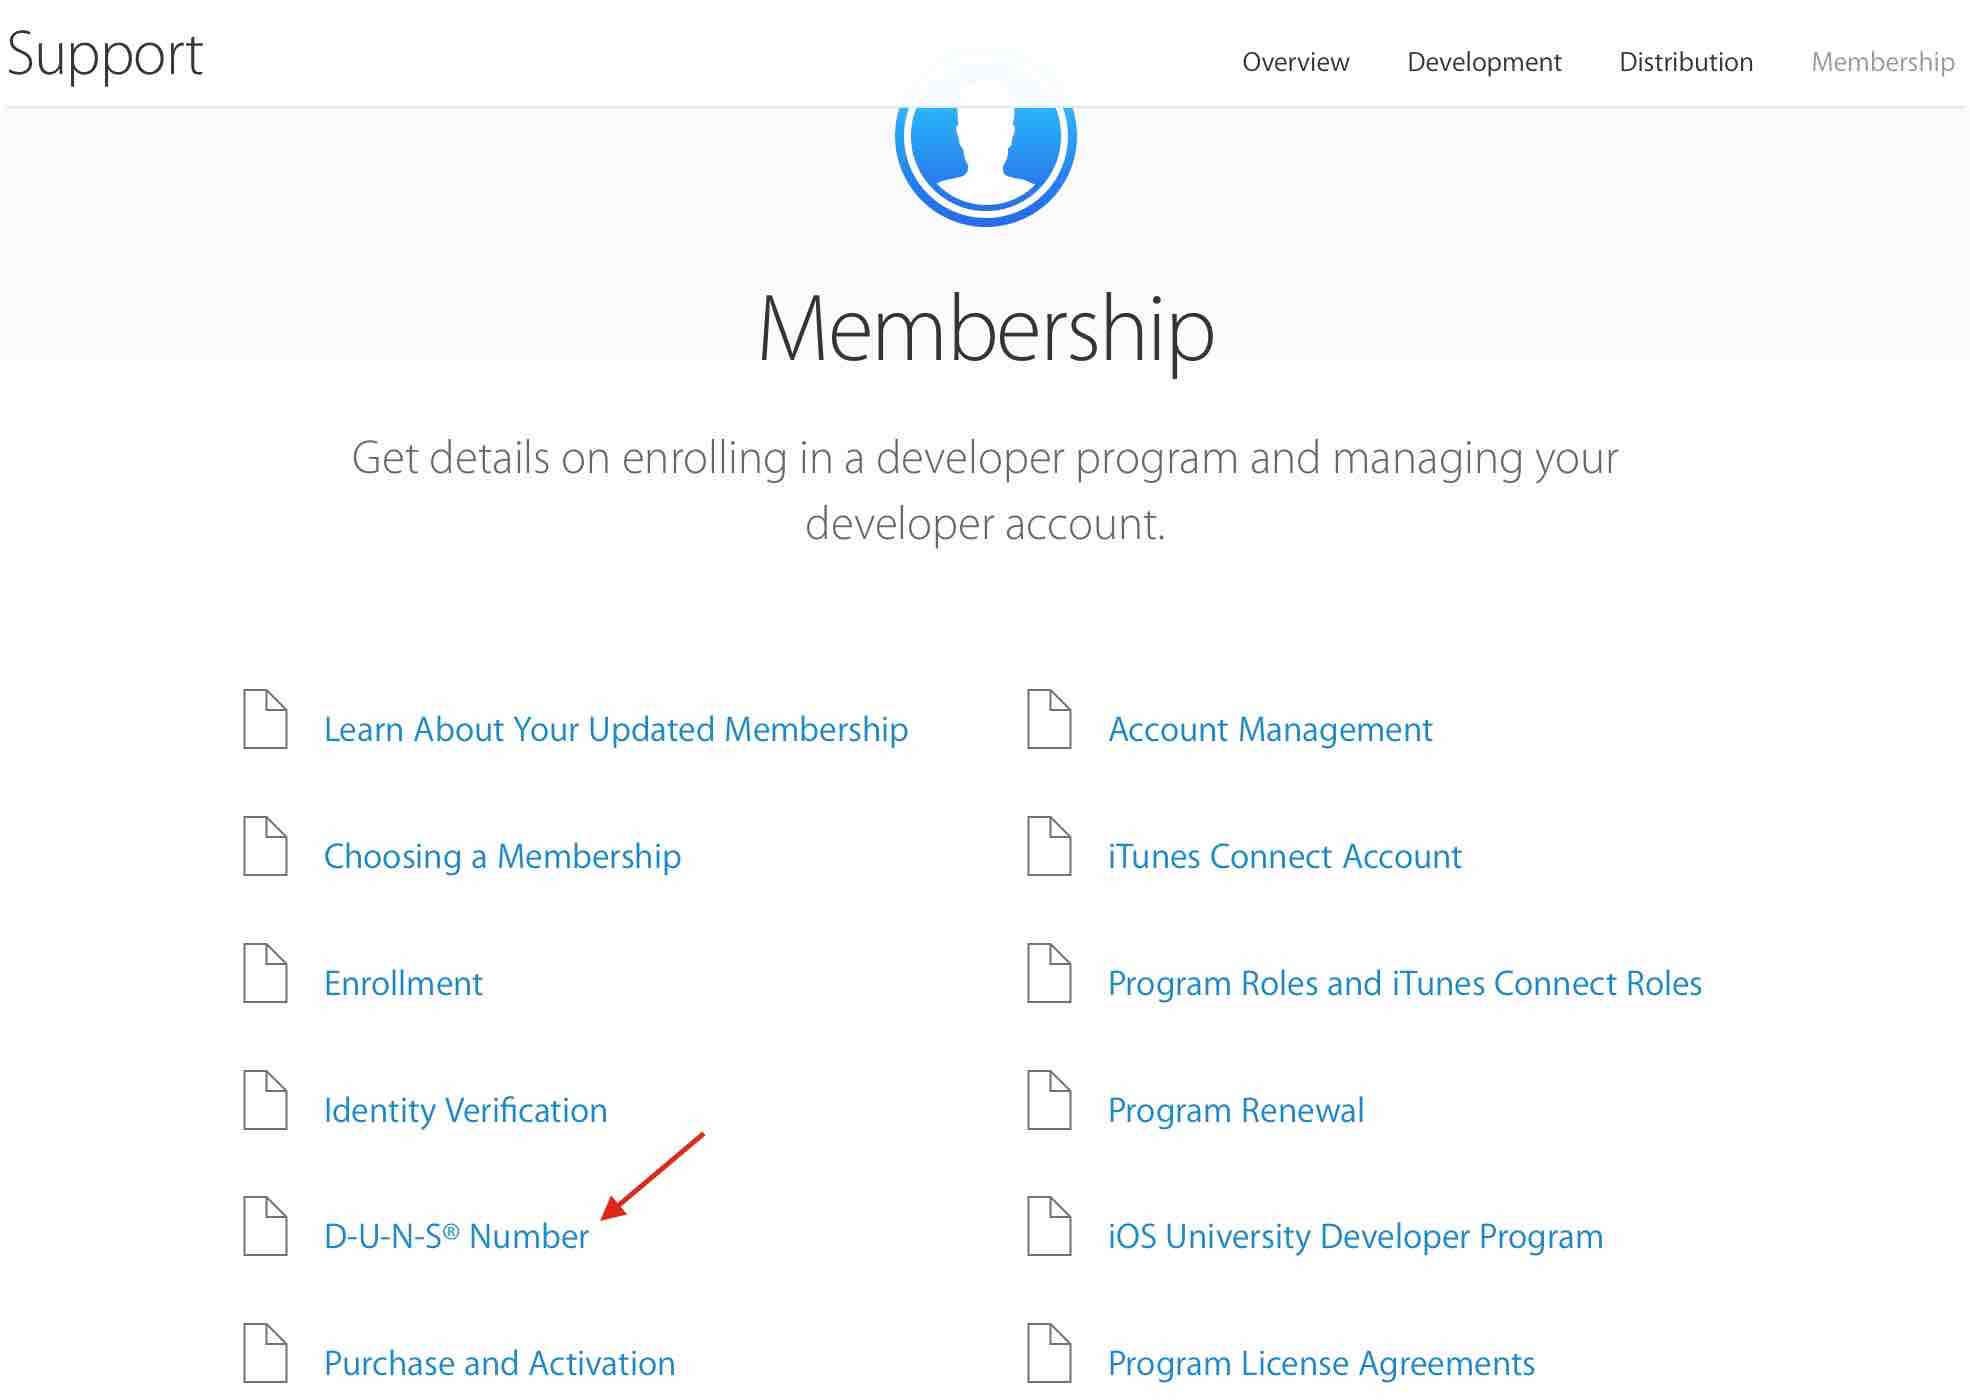 Support
Overview Development Distribution Membership
Membership
Get details on enrolling in a developer program and managing your
developer account.
Learn About Your Updated Membership
Account Management
Choosing a Membership
iTunes Connect Account
Enrollment
Program Roles and iTunes Connect Roles
Identity Verification
Program Renewal
D-U-N-S® Number
iOS University Developer Program
Purchase and Activation
Program License Agreements